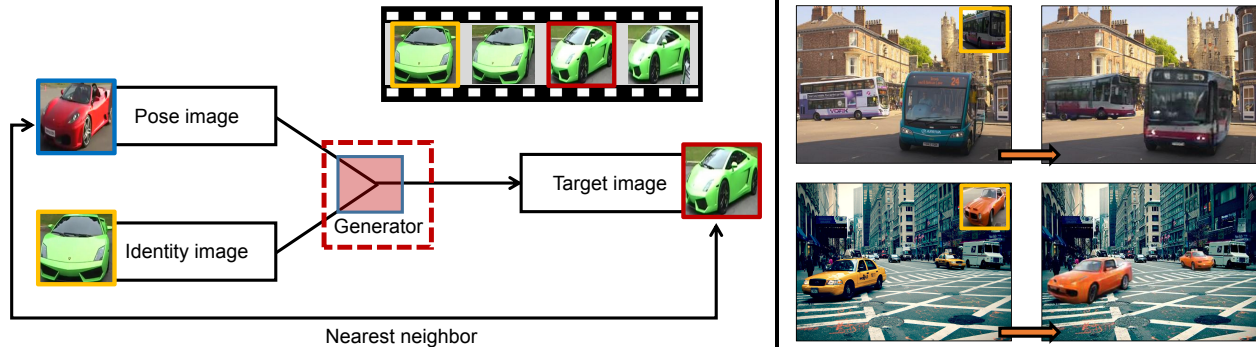 Pose image
Identity image
Generator
Target image
Nearest neighbor
24